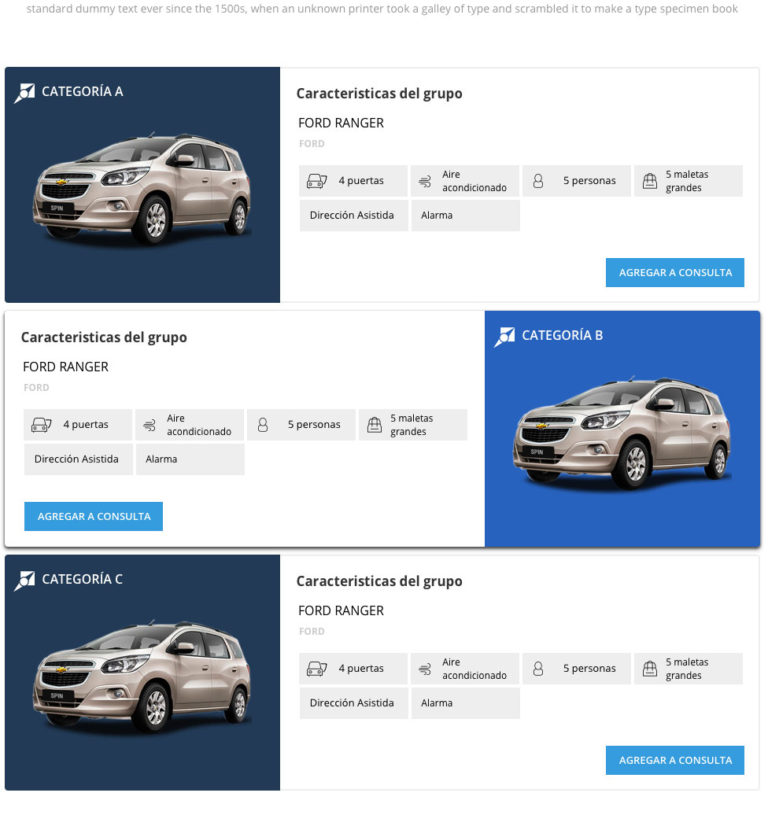 standard dummy text ever since the 1500s, when an unknown printer took a galley of type and scrambled it to make a type specimen book
CATEGORÍA A
SPIN
Caracteristicas del grupo
FORD RANGER
FORD
4 puertas
Aire
acondicionado
5 personas
5 maletas
grandes
Dirección Asistida
Alarma
AGREGAR A CONSULTA
Caracteristicas del grupo
FORD RANGER
FORD
4 puertas
Aire
acondicionado
5 personas
5 maletas
grandes
Dirección Asistida
Alarma
AGREGAR A CONSULTA
CATEGORÍA B
SPIN
CATEGORÍA C
SPIN
Caracteristicas del grupo
FORD RANGER
FORD
4 puertas
Aire
acondicionado
5 personas
5 maletas
grandes
Dirección Asistida
Alarma
AGREGAR A CONSULTA